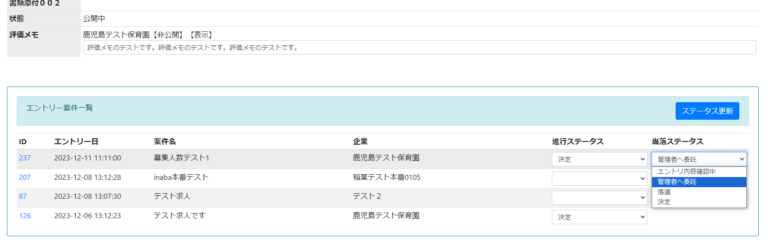 書類添付００２
状態 公開中
評価メモ 鹿児島テスト保育園【非公開】【表示】
評価メモのテストです。評価メモのテストです。評価メモのテストです。
エントリー案件一覧 ステータス更新
ID エントリー日 案件名 企業 進行ステータス 当落ステータス
237 2023-12-11 11:11:00 募集人数テスト1 鹿児島テスト保育園 決定 管理者へ委託
エントリ内容確認中
207 2023-12-08 13:12:28 inaba本番テスト 稲葉テスト本番0105 管理者へ委託
落選
87 2023-12-08 13:07:30 テスト求人 テスト２ 決定
126 2023-12-06 13:12:23 テスト求人です 鹿児島テスト保育園 決定